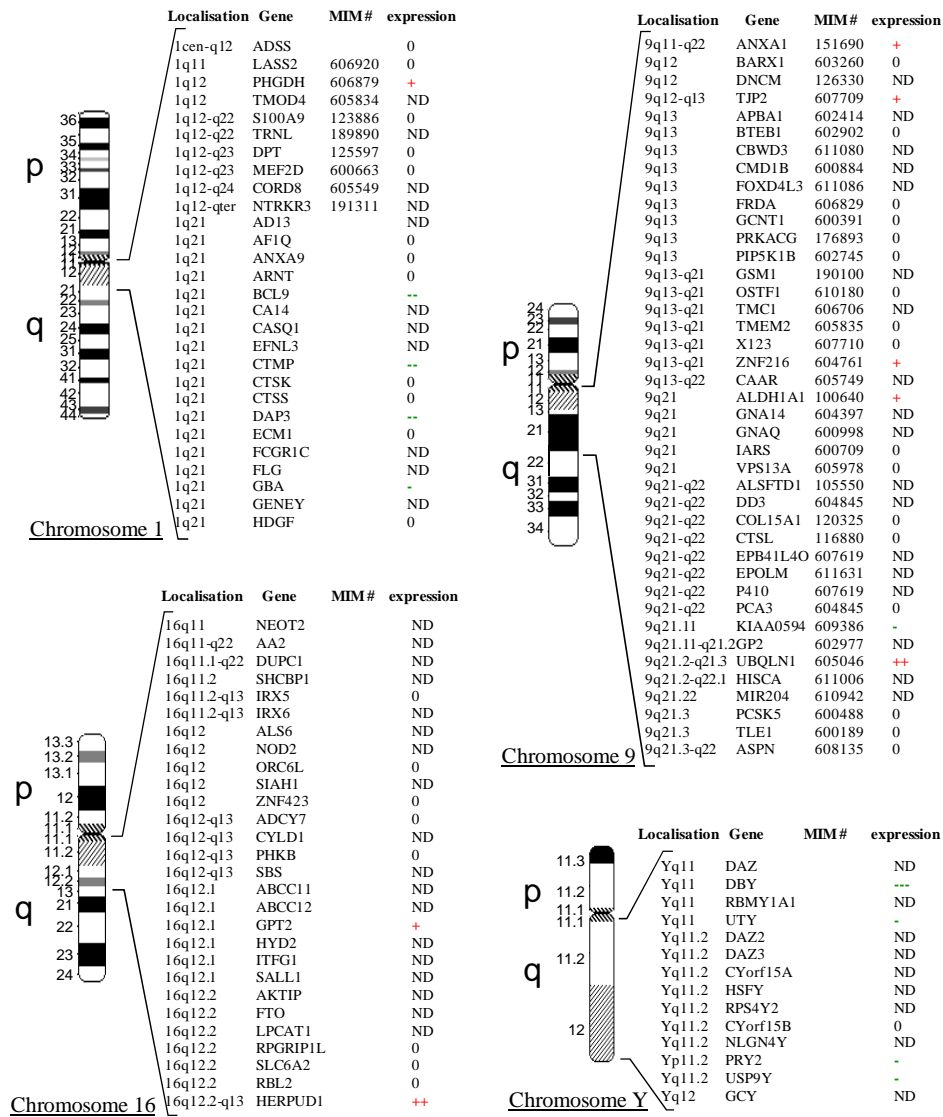 Localisation Gene MIM# expression
1cen-q12 ADSS 0
1q11 LASS2 606920 0
1q12 PHGDH 606879 +
1q12 TMOD4 605834 ND
1q12-q22 S100A9 123886 0
1q12-q22 TRNL 189890 ND
1q12-q23 DPT 125597 0
1q12-q23 MEF2D 600663 0
1q12-q24 CORD8 605549 ND
1q12-qter NTRKR3 191311 ND
1q21 AD13 ND
1q21 AF1Q 0
1q21 ANXA9 0
1q21 ARNT 0
1q21 BCL9 --
1q21 CA14 ND
1q21 CASQ1 ND
1q21 EFNL3 ND
1q21 CTMP --
1q21 CTSK 0
1q21 CTSS 0
1q21 DAP3 --
1q21 ECM1 0
1q21 FCGR1C ND
1q21 FLG ND
1q21 GBA -
1q21 GENEY ND
1q21 HDGF 0
p
q
36
35
34
33
32
31
22
21
13
12
11
12
21
22
23
24
25
31
32
41
42
43
44
Chromosome 1
Localisation Gene MIM# expression
9q11-q22 ANXA1 151690 +
9q12 BARX1 603260 0
9q12 DNCM 126330 ND
9q12-q13 TJP2 607709 +
9q13 APBA1 602414 ND
9q13 BTEB1 602902 0
9q13 CBWD3 611080 ND
9q13 CMD1B 600884 ND
9q13 FOXD4L3 611086 ND
9q13 FRDA 606829 0
9q13 GCNT1 600391 0
9q13 PRKACG 176893 0
9q13 PIP5K1B 602745 0
9q13-q21 GSM1 190100 ND
9q13-q21 OSTF1 610180 0
9q13-q21 TMC1 606706 ND
9q13-q21 TMEM2 605835 0
9q13-q21 X123 607710 0
9q13-q21 ZNF216 604761 +
9q13-q22 CAAR 605749 ND
9q21 ALDH1A1 100640 +
9q21 GNA14 604397 ND
9q21 GNAQ 600998 ND
9q21 IARS 600709 0
9q21 VPS13A 605978 0
9q21-q22 ALSFTD1 105550 ND
9q21-q22 DD3 604845 ND
9q21-q22 COL15A1 120325 0
9q21-q22 CTSL 116880 0
9q21-q22 EPB41L4O 607619 ND
9q21-q22 EPOLM 611631 ND
9q21-q22 P410 607619 ND
9q21-q22 PCA3 604845 0
9q21.11 KIAA0594 609386 -
9q21.11-q21.2 GP2 602977 ND
9q21.2-q21.3 UBQLN1 605046 ++
9q21.2-q22.1 HISCA 611006 ND
9q21.22 MIR204 610942 ND
9q21.3 PCSK5 600488 0
9q21.3 TLE1 600189 0
9q21.3-q22 ASPN 608135 0
p
q
24
23
22
21
13
12
11
12
13
21
22
31
32
33
34
Chromosome 9
Localisation Gene MIM# expression
16q11 NEOT2 ND
16q11-q22 AA2 ND
16q11.1-q22 DUPC1 ND
16q11.2 SHCBP1 ND
16q11.2-q13 IRX5 0
16q11.2-q13 IRX6 ND
16q12 ALS6 ND
16q12 NOD2 ND
16q12 ORC6L 0
16q12 SIAH1 ND
16q12 ZNF423 0
16q12-q13 ADCY7 0
16q12-q13 CYLD1 ND
16q12-q13 PHKB 0
16q12-q13 SBS ND
16q12.1 ABCC11 ND
16q12.1 ABCC12 ND
16q12.1 GPT2 +
16q12.1 HYD2 ND
16q12.1 ITFG1 ND
16q12.1 SALL1 ND
16q12.2 AKTIP ND
16q12.2 FTO ND
16q12.2 LPCAT1 ND
16q12.2 RPGRIP1L 0
16q12.2 SLC6A2 0
16q12.2 RBL2 0
16q12.2-q13 HERPUD1 ++
p
q
13.3
13.2
13.1
12
11.2
11.1
11.1
11.2
12.1
12.2
13
21
22
23
24
Chromosome 16
Localisation Gene MIM# expression
Yq11 DAZ ND
Yq11 DBY ---
Yq11 RBMY1A1 ND
Yq11 UTY -
Yq11.2 DAZ2 ND
Yq11.2 DAZ3 ND
Yq11.2 CYorf15A ND
Yq11.2 HSFY ND
Yq11.2 RPS4Y2 ND
Yq11.2 CYorf15B 0
Yq11.2 NLGN4Y ND
Yp11.2 PRY2 -
Yq11.2 USP9Y -
Yq12 GCY ND
p
q
11.3
11.2
11.1
11.1
11.2
12
Chromosome Y